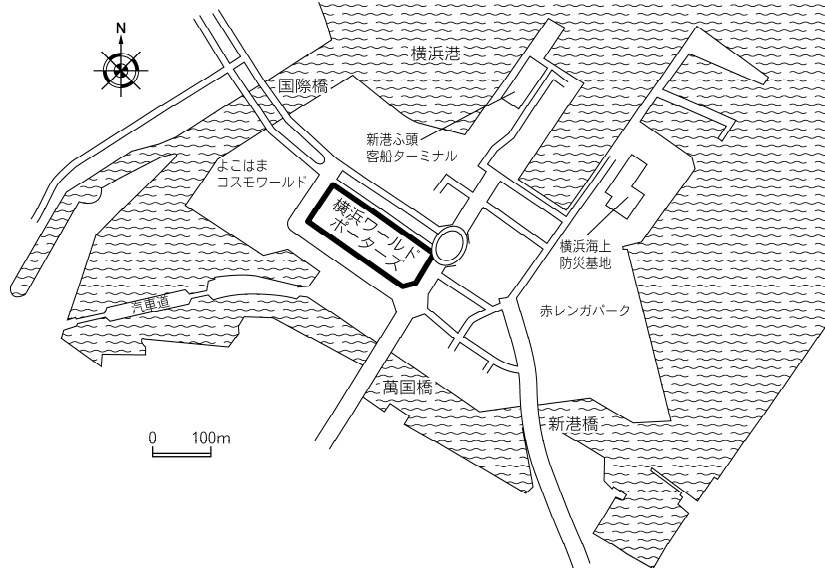 N
横浜港
国際橋
新港ふ頭
客船ターミナル
よこはま
コスモワールド
横浜ワールド
ポーターズ
横浜海上
防災基地
汽車道
赤レンガパーク
萬国橋
新港橋
0 100m